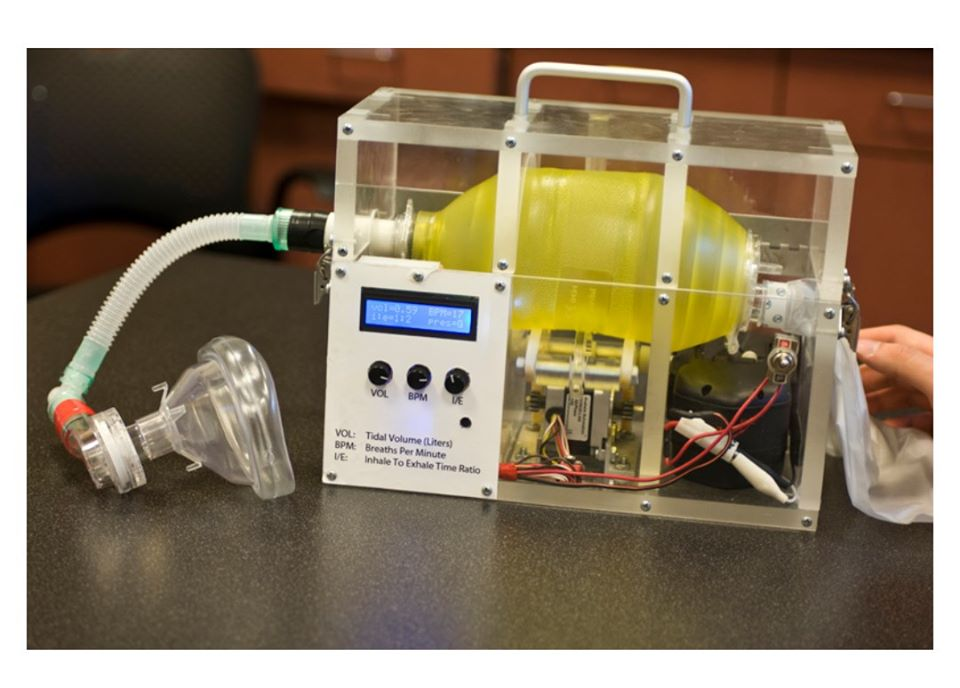 vol=0.59 BPM=17
i:e=1:2 Pres=0
VOL BPM I/E
VOL: Tidal Volume (Liters)
BPM: Breaths Per Minute
I/E: Inhale To Exhale Time Ratio